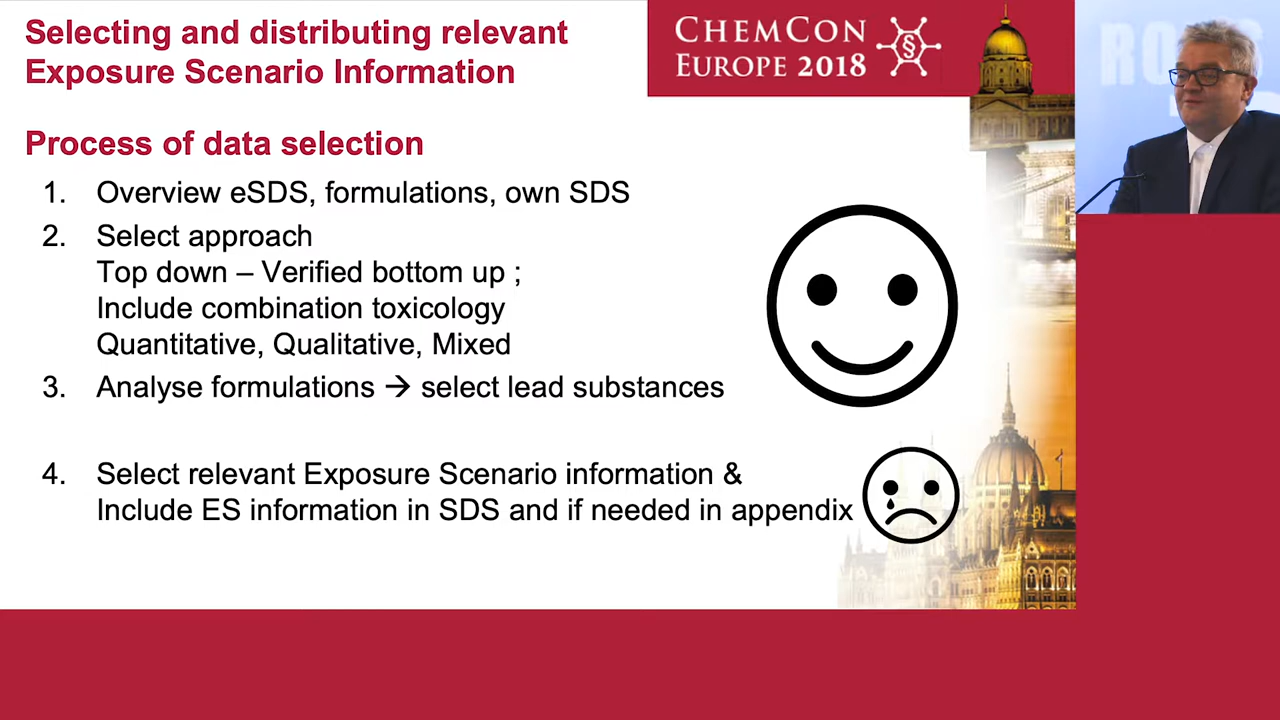 Selecting and distributing relevant
Exposure Scenario Information
CHEMCON
EUROPE 2018
§
Process of data selection
1. Overview eSDS, formulations, own SDS
2. Select approach
Top down – Verified bottom up ;
Include combination toxicology
Quantitative, Qualitative, Mixed
3. Analyse formulations → select lead substances
4. Select relevant Exposure Scenario information &
Include ES information in SDS and if needed in appendix